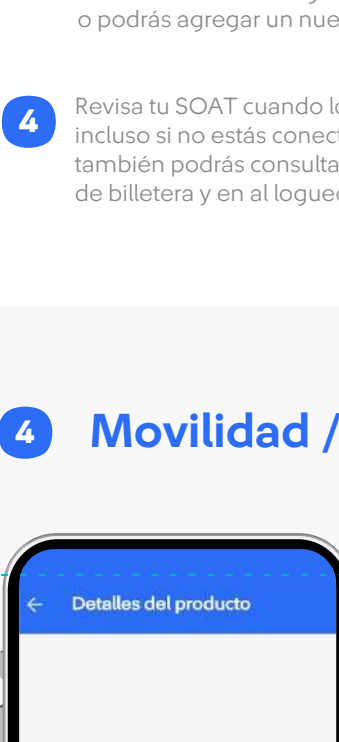 o podrás agregar un nue
4
Revisa tu SOAT cuando lo
incluso si no estás conect
también podrás consulta
de billetera y en al logued
4 Movilidad /
← Detalles del producto